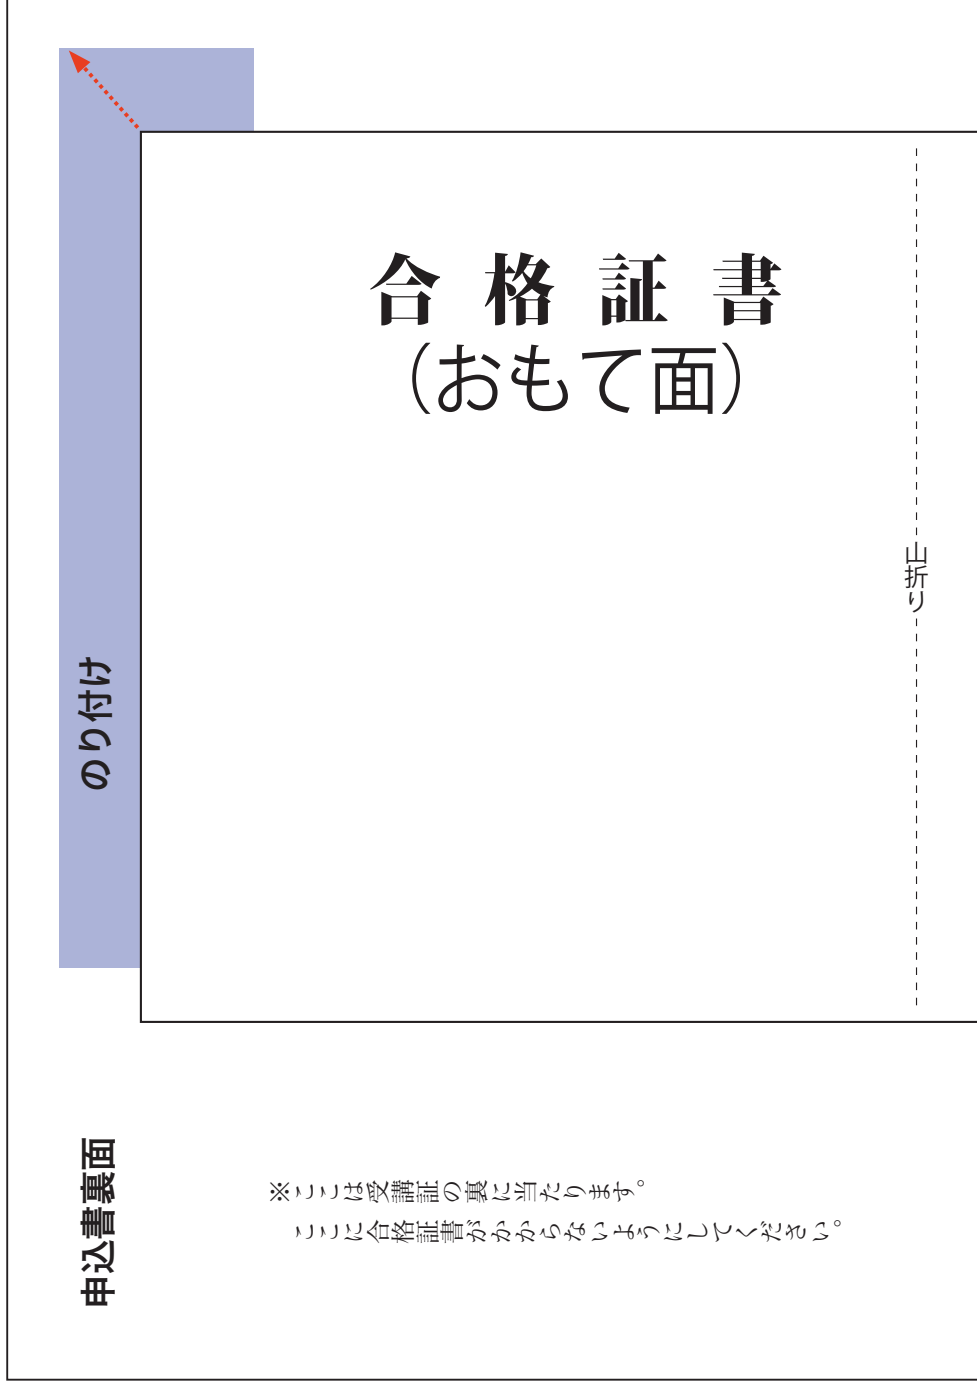 合格証書
（おもて面）
山折り
のり付け
申込書裏面
※ここは受講証の裏に当たります。
ここに合格証書がかからないようにしてください。